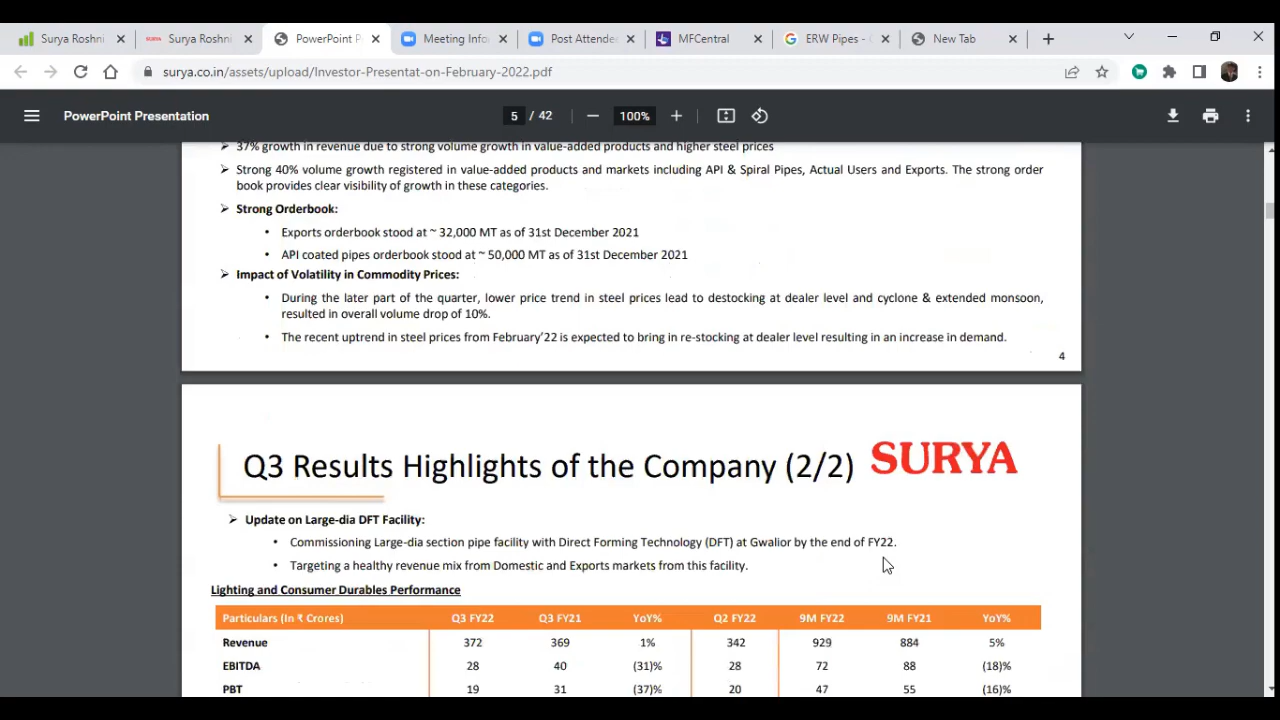 Surya Roshni
Surya Roshni
PowerPoint P
Meeting Info
Post Attende
MFCentral
ERW Pipes - G
New Tab
surya.co.in/assets/upload/Investor-Presentat-on-February-2022.pdf
PowerPoint Presentation
5 / 42
100%
37% growth in revenue due to strong volume growth in value-added products and higher steel prices
Strong 40% volume growth registered in value-added products and markets including API & Spiral Pipes, Actual Users and Exports. The strong order
book provides clear visibility of growth in these categories.
Strong Orderbook:
Exports orderbook stood at ~ 32,000 MT as of 31st December 2021
API coated pipes orderbook stood at ~ 50,000 MT as of 31st December 2021
Impact of Volatility in Commodity Prices:
During the later part of the quarter, lower price trend in steel prices lead to destocking at dealer level and cyclone & extended monsoon,
resulted in overall volume drop of 10%.
The recent uptrend in steel prices from February'22 is expected to bring in re-stocking at dealer level resulting in an increase in demand.
4
Q3 Results Highlights of the Company (2/2)
SURYA
Update on Large-dia DFT Facility:
Commissioning Large-dia section pipe facility with Direct Forming Technology (DFT) at Gwalior by the end of FY22.
Targeting a healthy revenue mix from Domestic and Exports markets from this facility.
Lighting and Consumer Durables Performance
Particulars (In ₹ Crores) Q3 FY22 Q3 FY21 YoY% Q2 FY22 9M FY22 9M FY21 YoY%
Revenue 372 369 1% 342 929 884 5%
EBITDA 28 40 (31)% 28 72 88 (18)%
PBT 19 31 (37)% 20 47 55 (16)%